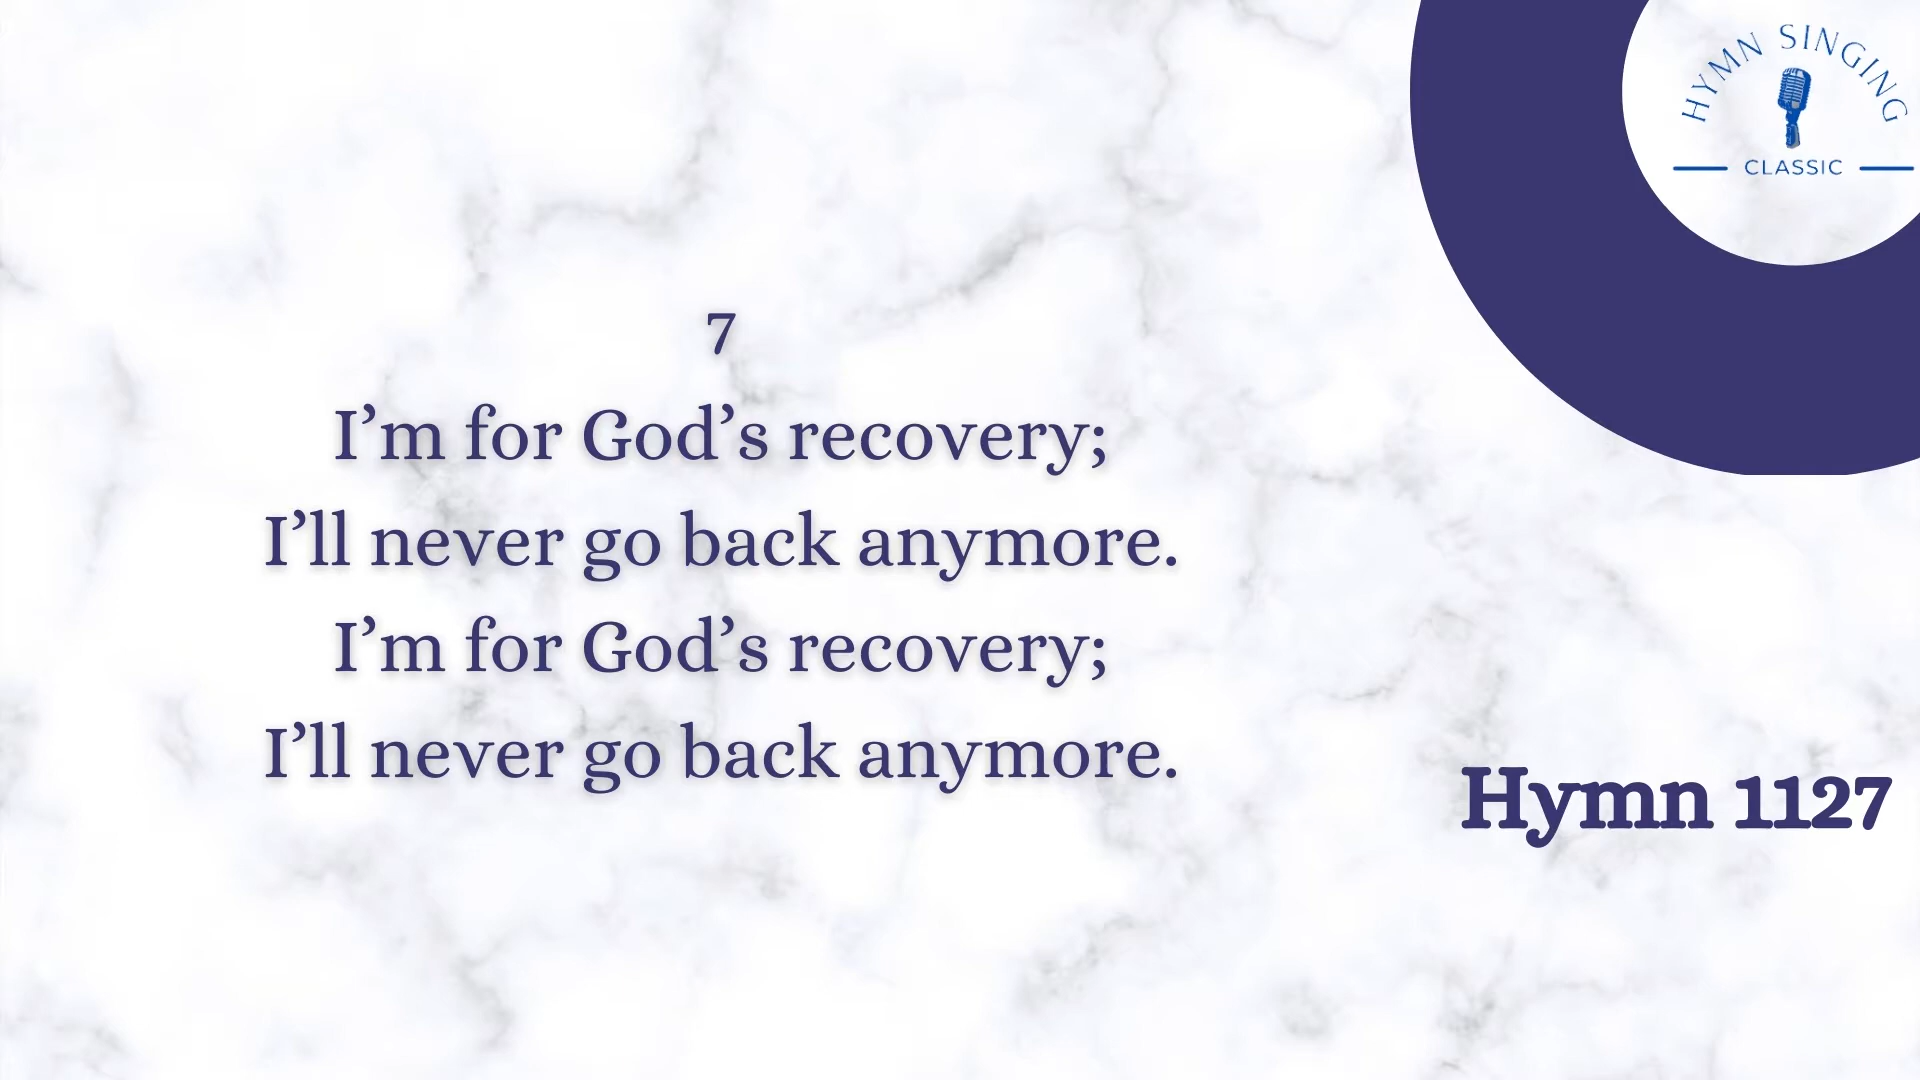 HYMN SINGING
CLASSIC
7
I’m for God’s recovery;
I’ll never go back anymore.
I’m for God’s recovery;
I’ll never go back anymore.
Hymn 1127